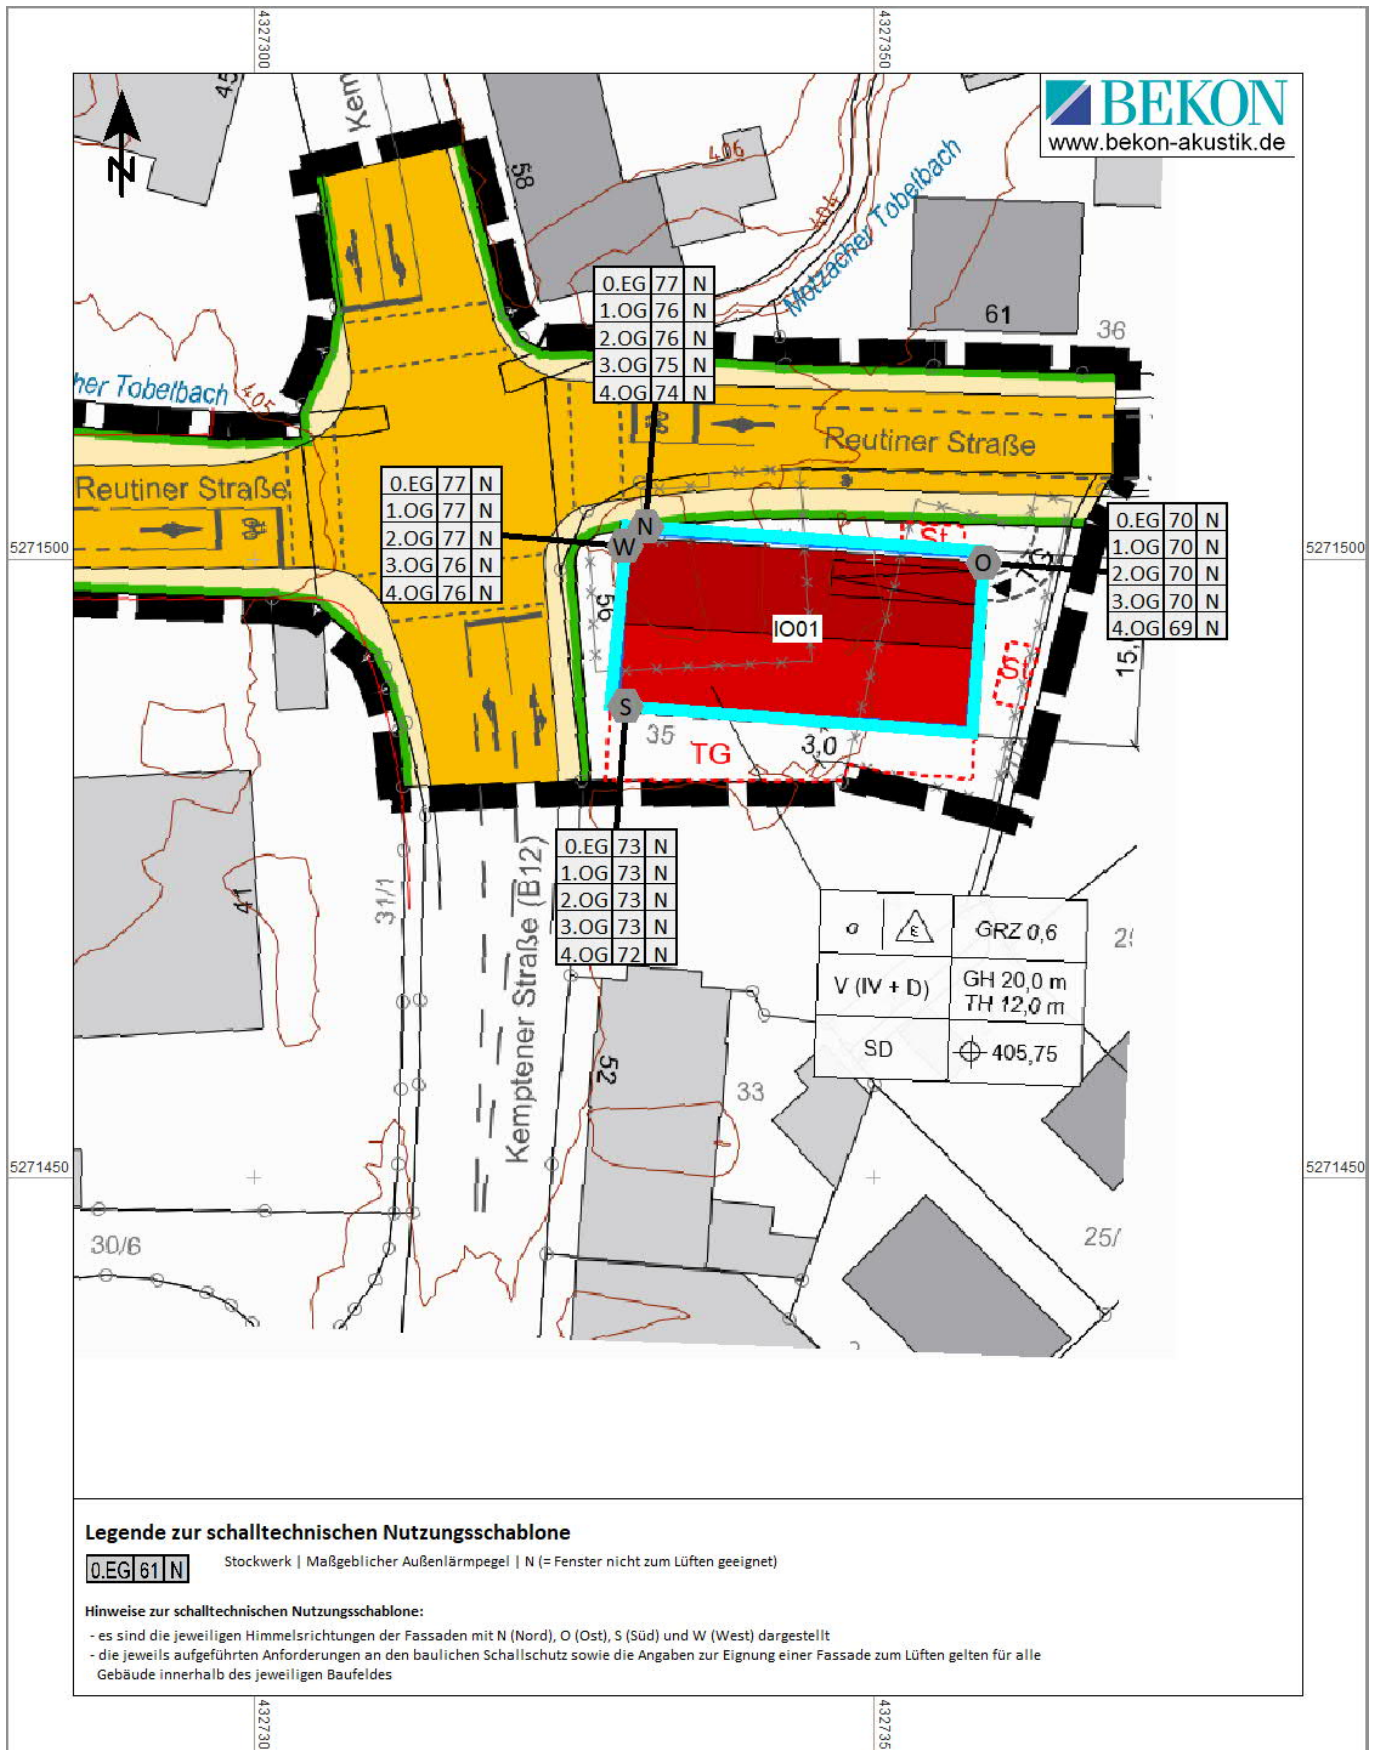 4327300
4327350
BEKON
www.bekon-akustik.de
45
58
406
404
Motzacher Tobelbach
61
36
0.EG 77 N
1.OG 76 N
2.OG 76 N
3.OG 75 N
4.OG 74 N
her Tobelbach
405
Reutiner Straße
Reutiner Straße
0.EG 77 N
1.OG 77 N
2.OG 77 N
3.OG 76 N
4.OG 76 N
0.EG 70 N
1.OG 70 N
2.OG 70 N
3.OG 70 N
4.OG 69 N
5271500
5271500
N
W
O
S
St
St
56
IO01
35
TG
3,0
15,
0.EG 73 N
1.OG 73 N
2.OG 73 N
3.OG 73 N
4.OG 72 N
41
31/1
Kemptener Straße (B12)
52
33
o
GRZ 0,6
V (IV + D)
GH 20,0 m
TH 12,0 m
SD
405,75
5271450
5271450
30/6
25/
Legende zur schalltechnischen Nutzungsschablone
0.EG 61 N
Stockwerk | Maßgeblicher Außenlärmpegel | N (= Fenster nicht zum Lüften geeignet)
Hinweise zur schalltechnischen Nutzungsschablone:
- es sind die jeweiligen Himmelsrichtungen der Fassaden mit N (Nord), O (Ost), S (Süd) und W (West) dargestellt
- die jeweils aufgeführten Anforderungen an den baulichen Schallschutz sowie die Angaben zur Eignung einer Fassade zum Lüften gelten für alle
Gebäude innerhalb des jeweiligen Baufeldes
432730
432735